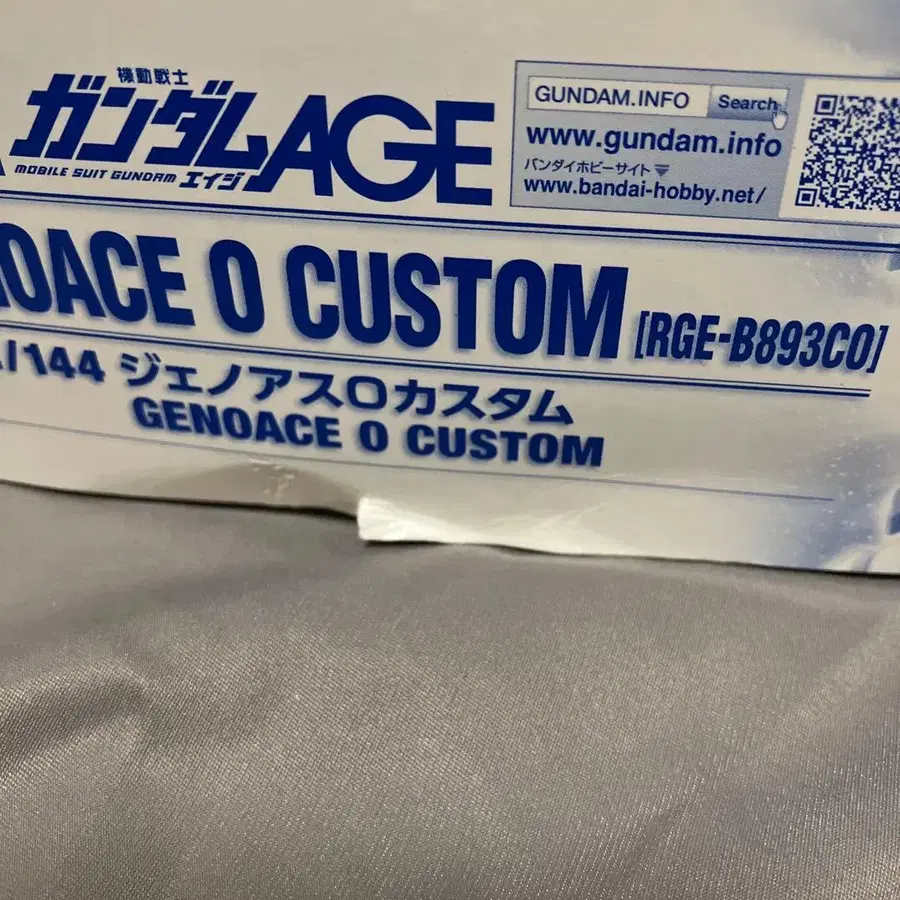 機動戦士
ガンダムAGE
MOBILE SUIT GUNDAM エイジ
GUNDAM.INFO Search
www.gundam.info
バンダイホビーサイト
www.bandai-hobby.net/
OACE O CUSTOM [RGE-B893CO]
/144 ジェノアスOカスタム
GENOACE O CUSTOM